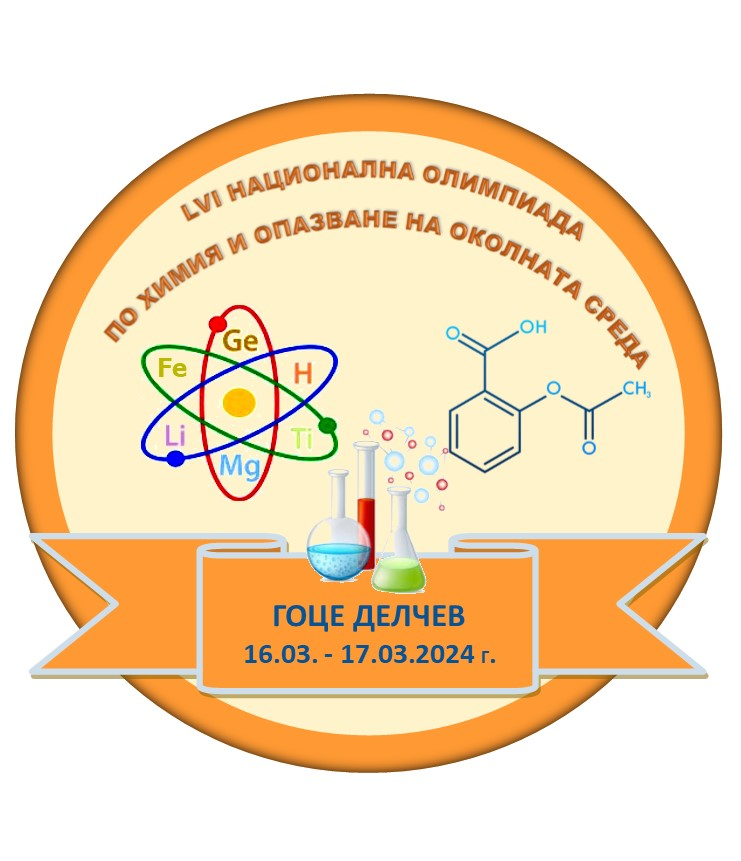 LVI НАЦИОНАЛНА ОЛИМПИАДА
ПО ХИМИЯ И ОПАЗВАНЕ НА ОКОЛНАТА СРЕДА
Ge
Fe
H
Li
Ti
Mg
O
OH
O
CH₃
O
ГОЦЕ ДЕЛЧЕВ
16.03. - 17.03.2024 г.